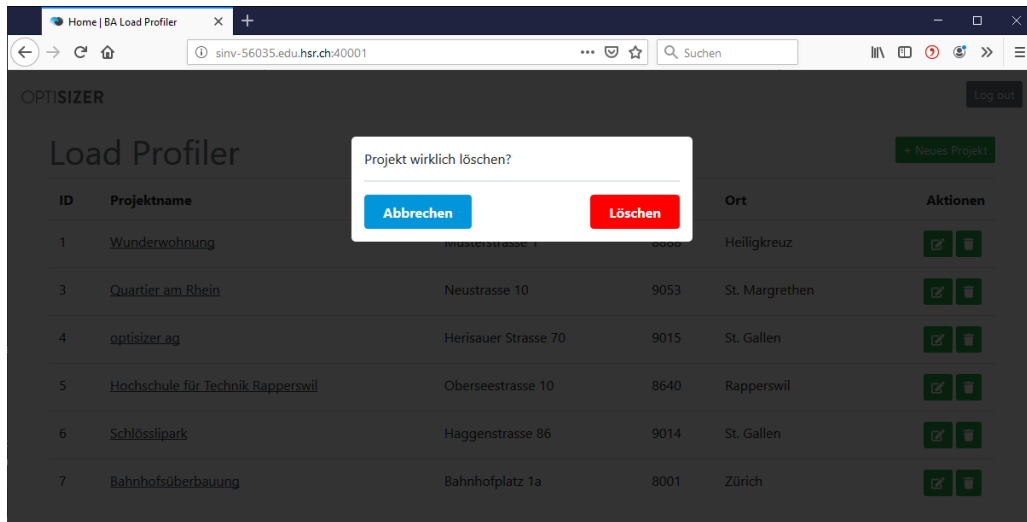 Home | BA Load Profiler
sinv-56035.edu.hsr.ch:40001
Suchen
OPTISIZER
Log out
Load Profiler
+ Neues Projekt
Projekt wirklich löschen?
Abbrechen
Löschen
ID Projektname Ort Aktionen
1 Wunderwohnung Musterstrasse 1 8888 Heiligkreuz
3 Quartier am Rhein Neustrasse 10 9053 St. Margrethen
4 optisizer ag Herisauer Strasse 70 9015 St. Gallen
5 Hochschule für Technik Rapperswil Oberseestrasse 10 8640 Rapperswil
6 Schlösslipark Haggenstrasse 86 9014 St. Gallen
7 Bahnhofsüberbauung Bahnhofplatz 1a 8001 Zürich